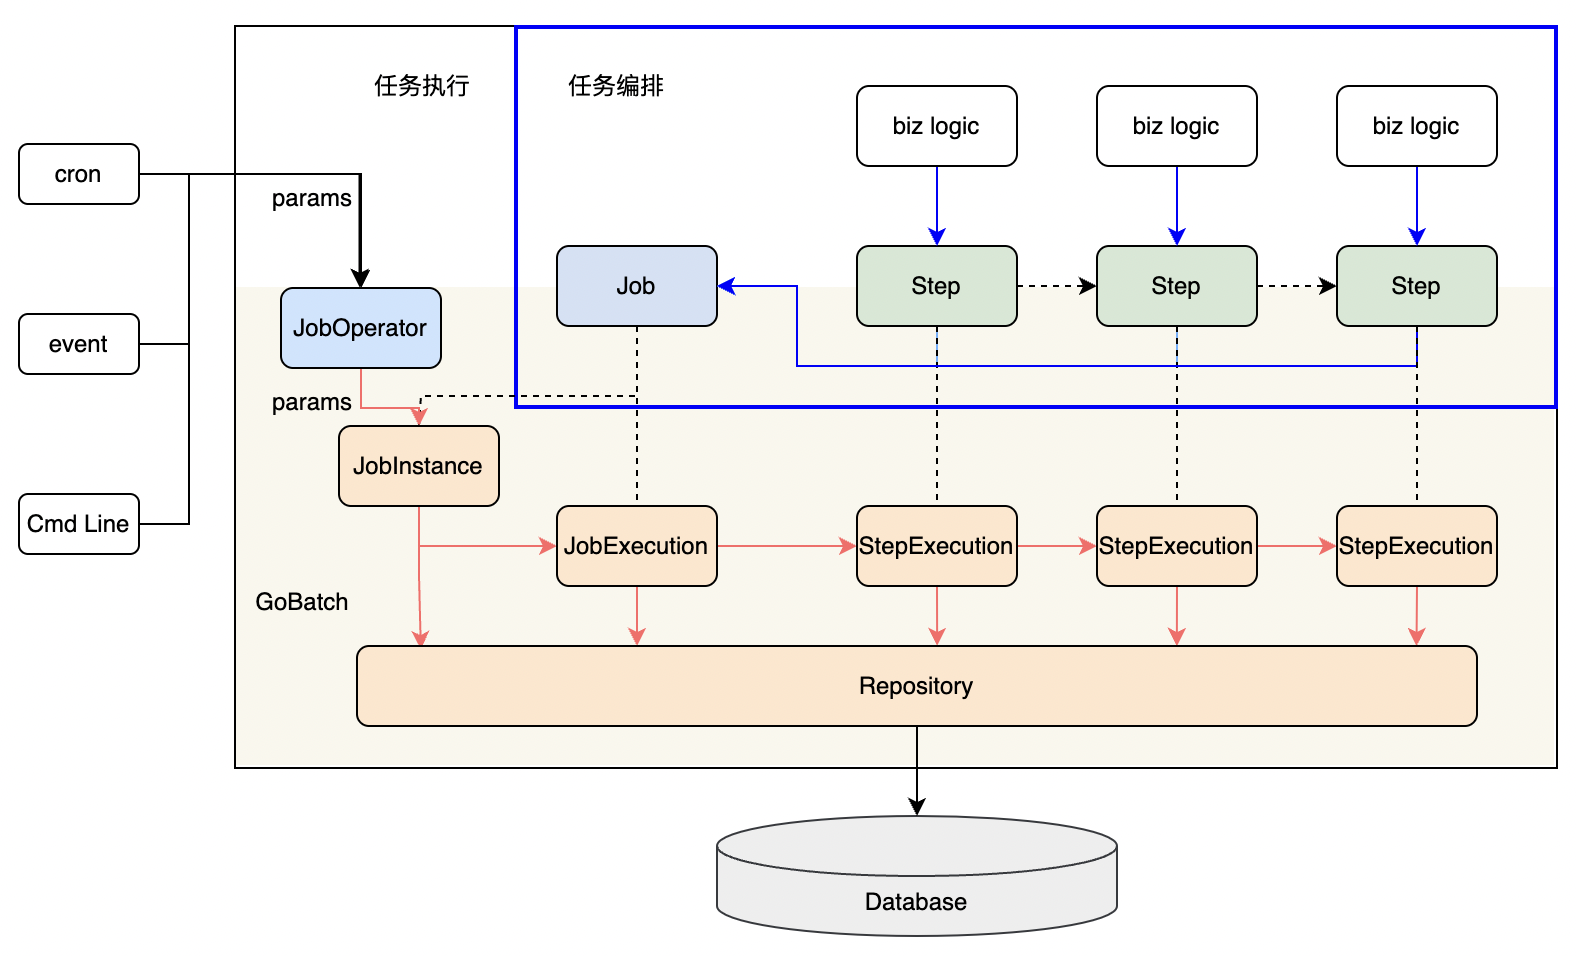 任务执行
任务编排
biz logic
biz logic
biz logic
cron
params
Job
Step
Step
Step
JobOperator
event
params
JobInstance
Cmd Line
JobExecution
StepExecution
StepExecution
StepExecution
GoBatch
Repository
Database